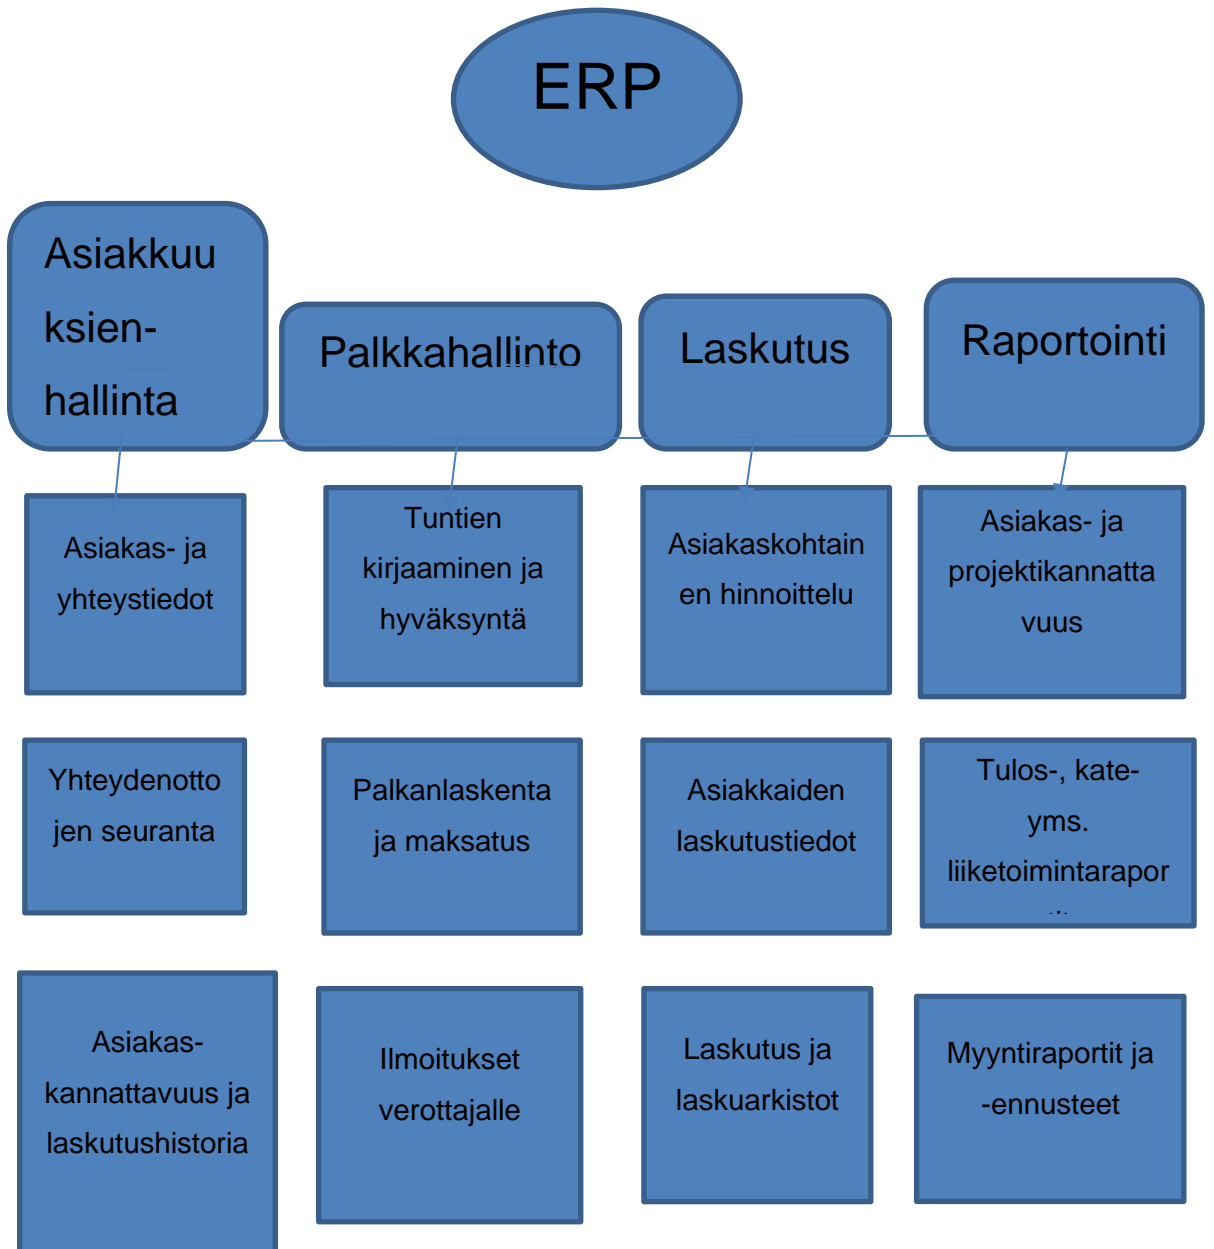 ERP
Asiakkuu
ksien-
hallinta
Palkkahallinto
Laskutus
Raportointi
Asiakas- ja
yhteystiedot
Tuntien
kirjaaminen ja
hyväksyntä
Asiakaskohtain
en hinnoittelu
Asiakas- ja
projektikannatta
vuus
Yhteydenotto
jen seuranta
Palkanlaskenta
ja maksatus
Asiakkaiden
laskutustiedot
Tulos-, kate-
yms.
liiketoimintarapor
Asiakas-
kannattavuus ja
laskutushistoria
Ilmoitukset
verottajalle
Laskutus ja
laskuarkistot
Myyntiraportit ja
-ennusteet